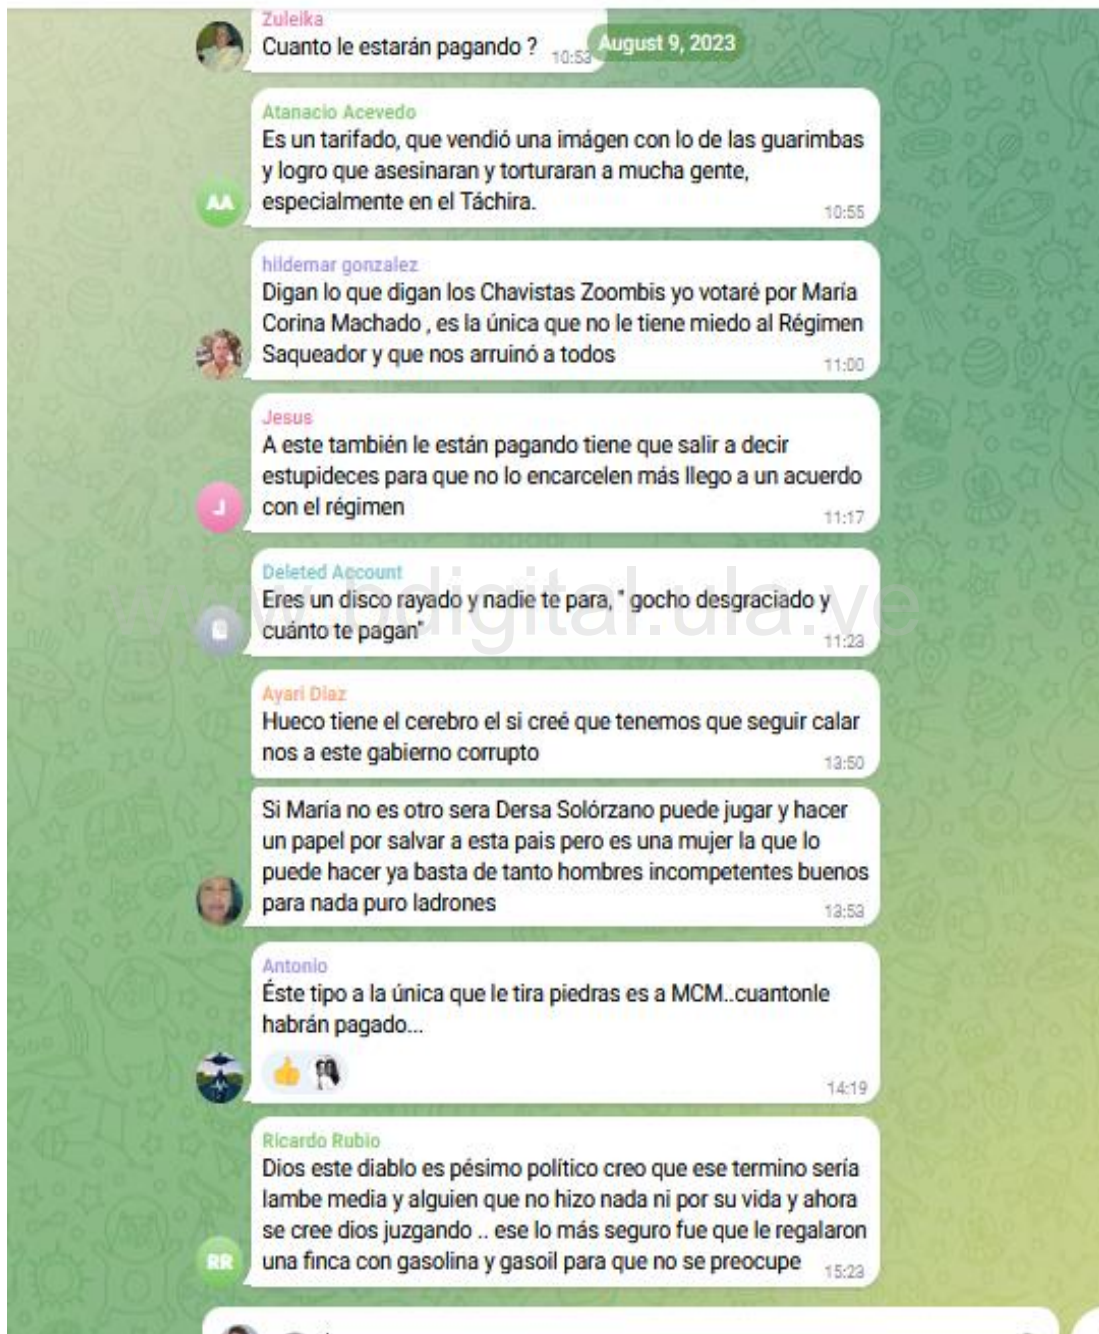 Zuleika
Cuanto le estarán pagando ?
10:53
August 9, 2023
Atanacio Acevedo
Es un tarifado, que vendió una imágen con lo de las guarimbas
y logro que asesinaran y torturaran a mucha gente,
especialmente en el Táchira.
10:55
AA
hildemar gonzalez
Digan lo que digan los Chavistas Zoombis yo votaré por María
Corina Machado , es la única que no le tiene miedo al Régimen
Saqueador y que nos arruinó a todos
11:00
Jesus
A este también le están pagando tiene que salir a decir
estupideces para que no lo encarcelen más llego a un acuerdo
con el régimen
11:17
J
Deleted Account
Eres un disco rayado y nadie te para, " gocho desgraciado y
cuánto te pagan"
11:23
www.bdigital.ula.ve
Ayari Diaz
Hueco tiene el cerebro el si creé que tenemos que seguir calar
nos a este gabierno corrupto
13:50
Si María no es otro sera Dersa Solórzano puede jugar y hacer
un papel por salvar a esta pais pero es una mujer la que lo
puede hacer ya basta de tanto hombres incompetentes buenos
para nada puro ladrones
13:53
Antonio
Éste tipo a la única que le tira piedras es a MCM..cuantonle
habrán pagado...
14:19
Ricardo Rubio
Dios este diablo es pésimo político creo que ese termino sería
lambe media y alguien que no hizo nada ni por su vida y ahora
se cree dios juzgando .. ese lo más seguro fue que le regalaron
una finca con gasolina y gasoil para que no se preocupe
15:23
RR